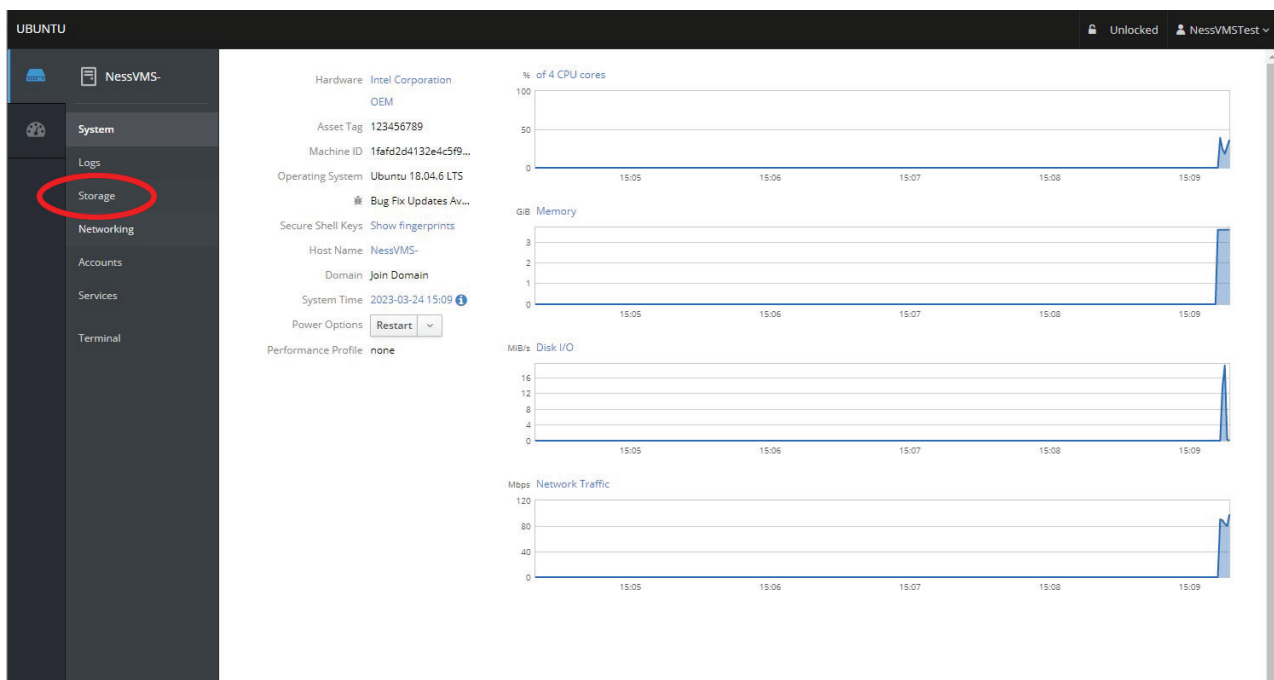 UBUNTU
Unlocked
NessVMSTest
NessVMS-
System
Logs
Storage
Networking
Accounts
Services
Terminal
Hardware Intel Corporation
OEM
Asset Tag 123456789
Machine ID 1fafd2d4132e4c5f9...
Operating System Ubuntu 18.04.6 LTS
Bug Fix Updates Av...
Secure Shell Keys Show fingerprints
Host Name NessVMS-
Domain Join Domain
System Time 2023-03-24 15:09
Power Options Restart
Performance Profile none
% of 4 CPU cores
100
50
0
15:05 15:06 15:07 15:08 15:09
GiB Memory
3
2
1
0
15:05 15:06 15:07 15:08 15:09
MiB/s Disk I/O
16
12
8
4
0
15:05 15:06 15:07 15:08 15:09
Mbps Network Traffic
120
80
40
0
15:05 15:06 15:07 15:08 15:09